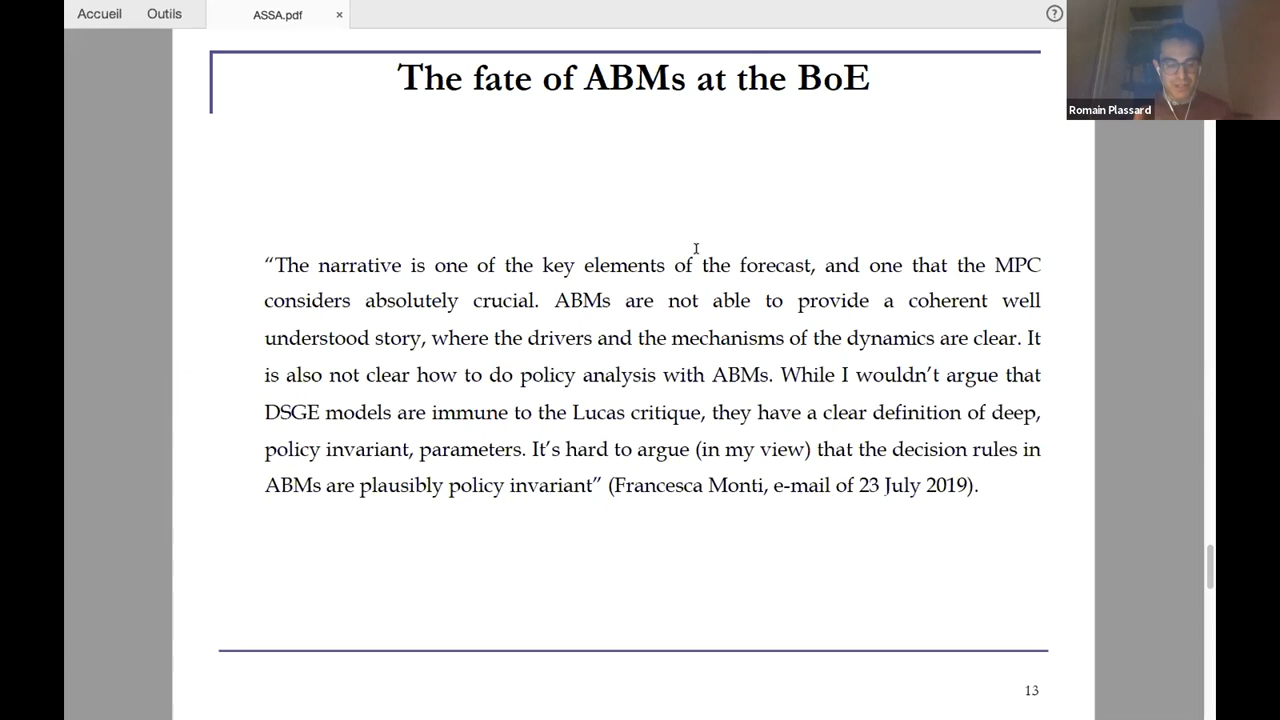 Accueil Outils ASSA.pdf × ?
The fate of ABMs at the BoE
Romain Plassard
“The narrative is one of the key elements of the forecast, and one that the MPC
considers absolutely crucial. ABMs are not able to provide a coherent well
understood story, where the drivers and the mechanisms of the dynamics are clear. It
is also not clear how to do policy analysis with ABMs. While I wouldn’t argue that
DSGE models are immune to the Lucas critique, they have a clear definition of deep,
policy invariant, parameters. It’s hard to argue (in my view) that the decision rules in
ABMs are plausibly policy invariant” (Francesca Monti, e-mail of 23 July 2019).
13